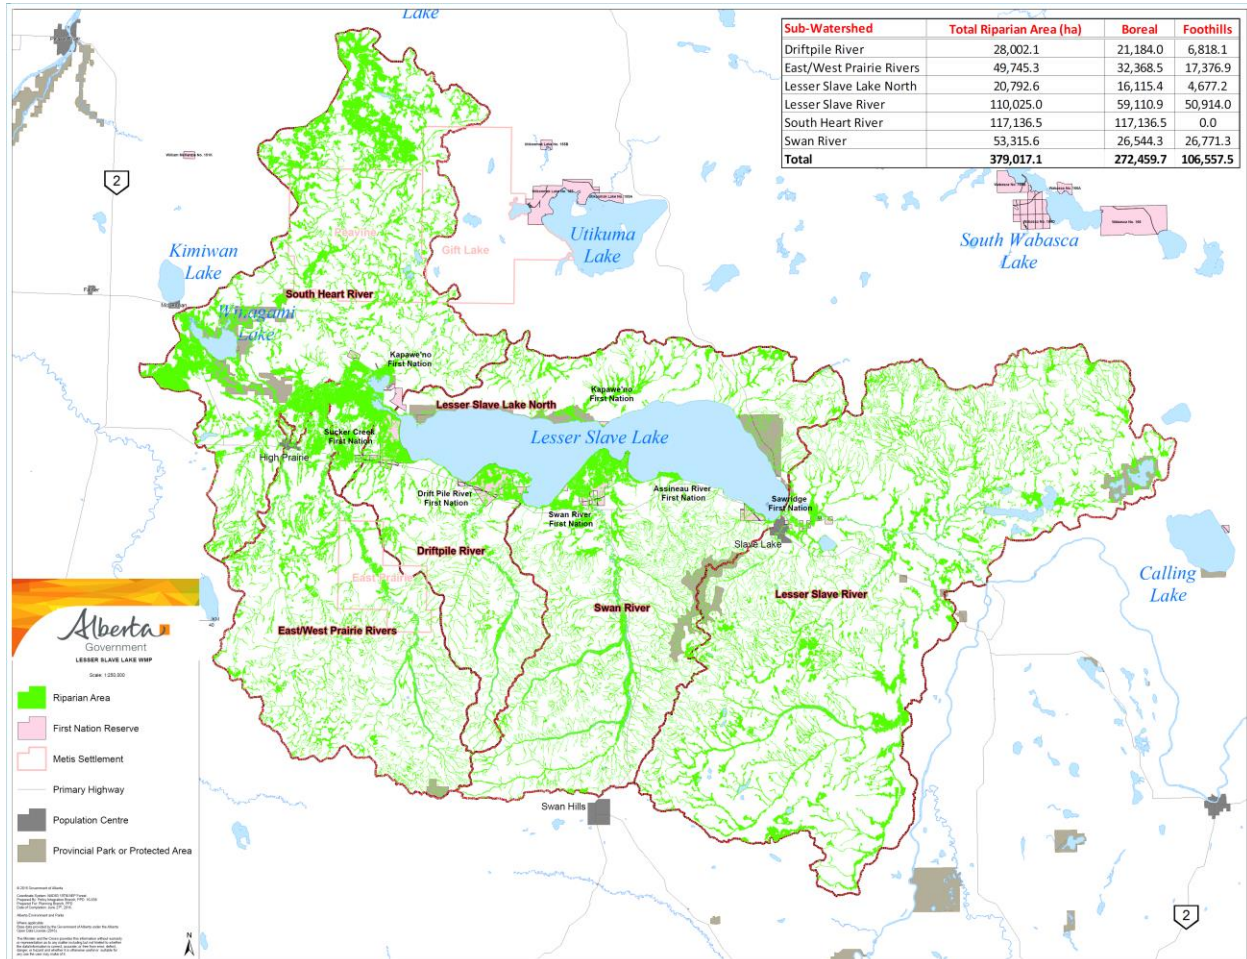 Lake
Sub-Watershed Total Riparian Area (ha) Boreal Foothills
Driftpile River 28,002.1 21,184.0 6,818.1
East/West Prairie Rivers 49,745.3 32,368.5 17,376.9
Lesser Slave Lake North 20,792.6 16,115.4 4,677.2
Lesser Slave River 110,025.0 59,110.9 50,914.0
South Heart River 117,136.5 117,136.5 0.0
Swan River 53,315.6 26,544.3 26,771.3
Total 379,017.1 272,459.7 106,557.5
2
Utikuma
Lake
South Wabasca
Lake
Kimiwan
Lake
Peavine
Gift Lake
South Heart River
Winagami
Lake
Kapawe'no
First Nation
Kapawe'no
First Nation
Lesser Slave Lake North
Sucker Creek
First Nation
High Prairie
Lesser Slave Lake
Drift Pile River
First Nation
Swan River
First Nation
Assineau River
First Nation
Sawridge
First Nation
Slave Lake
Driftpile River
East Prairie
Swan River
Lesser Slave River
East/West Prairie Rivers
Calling
Lake
Swan Hills
2
Alberta
Government
LESSER SLAVE LAKE WMP
Riparian Area
First Nation Reserve
Metis Settlement
Primary Highway
Population Centre
Provincial Park or Protected Area
N